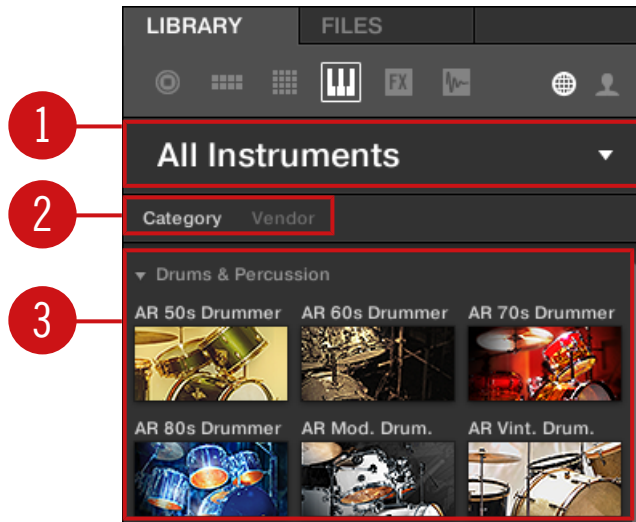 LIBRARY FILES
FX
1 All Instruments
2 Category Vendor
3 Drums & Percussion
AR 50s Drummer AR 60s Drummer AR 70s Drummer
AR 80s Drummer AR Mod. Drum. AR Vint. Drum.